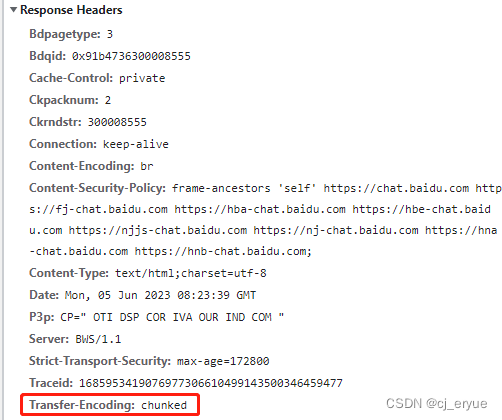 Response Headers
Bdpagetype: 3
Bdqid: 0x91b4736300008555
Cache-Control: private
Ckpacknum: 2
Ckrndstr: 300008555
Connection: keep-alive
Content-Encoding: br
Content-Security-Policy: frame-ancestors 'self' https://chat.baidu.com http
s://fj-chat.baidu.com https://hba-chat.baidu.com https://hbe-chat.baid
u.com https://njjs-chat.baidu.com https://nj-chat.baidu.com https://hna
-chat.baidu.com https://hnb-chat.baidu.com;
Content-Type: text/html;charset=utf-8
Date: Mon, 05 Jun 2023 08:23:39 GMT
P3p: CP=" OTI DSP COR IVA OUR IND COM "
Server: BWS/1.1
Strict-Transport-Security: max-age=172800
Traceid: 1685953419076977306610499143500346459477
Transfer-Encoding: chunked
CSDN @cj_eryue